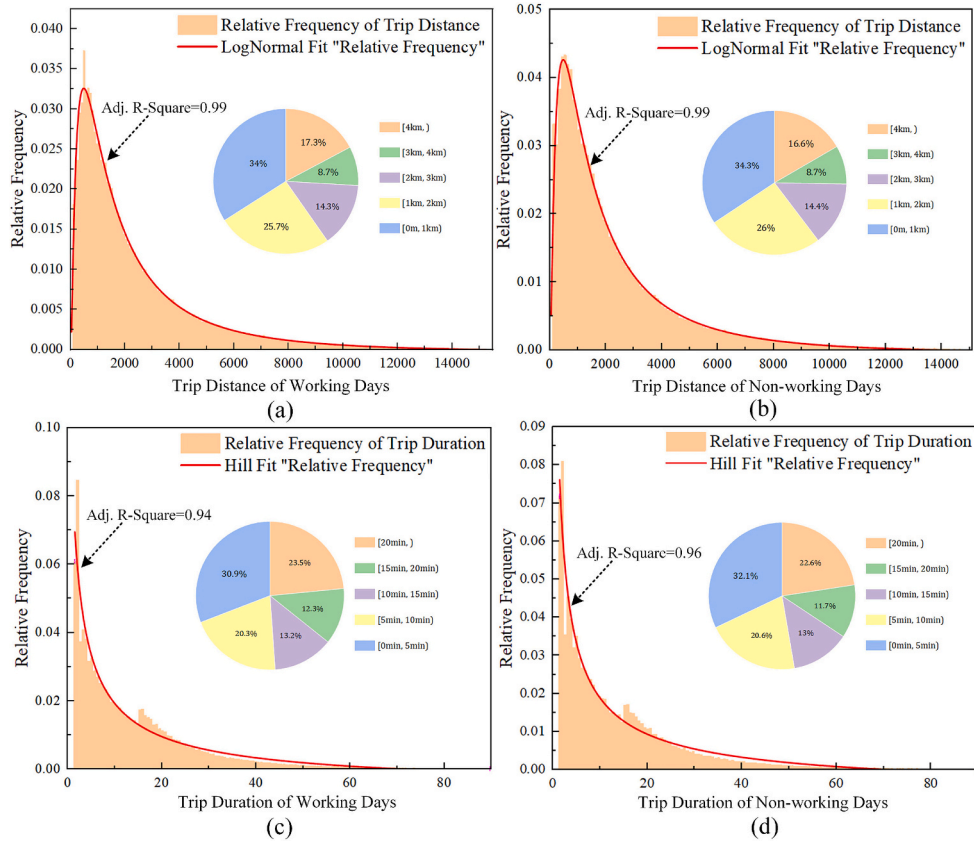 Relative Frequency of Trip Distance
LogNormal Fit "Relative Frequency"
Adj. R-Square=0.99
0.040
0.035
0.030
0.025
0.020
0.015
0.010
0.005
0.000
Relative Frequency
17.3%
8.7%
14.3%
25.7%
34%
[4km, )
[3km, 4km)
[2km, 3km)
[1km, 2km)
[0m, 1km)
0 2000 4000 6000 8000 10000 12000 14000
Trip Distance of Working Days
(a)
Relative Frequency of Trip Distance
LogNormal Fit "Relative Frequency"
Adj. R-Square=0.99
0.05
0.04
0.03
0.02
0.01
0.00
Relative Frequency
16.6%
8.7%
14.4%
26%
34.3%
[4km, )
[3km, 4km)
[2km, 3km)
[1km, 2km)
[0m, 1km)
0 2000 4000 6000 8000 10000 12000 14000
Trip Distance of Non-working Days
(b)
Relative Frequency of Trip Duration
Hill Fit "Relative Frequency"
Adj. R-Square=0.94
0.10
0.08
0.06
0.04
0.02
0.00
Relative Frequency
23.5%
12.3%
13.2%
20.3%
30.9%
[20min, )
[15min, 20min)
[10min, 15min)
[5min, 10min)
[0min, 5min)
0 20 40 60 80
Trip Duration of Working Days
(c)
Relative Frequency of Trip Duration
Hill Fit "Relative Frequency"
Adj. R-Square=0.96
0.09
0.08
0.07
0.06
0.05
0.04
0.03
0.02
0.01
0.00
Relative Frequency
22.6%
11.7%
13%
20.6%
32.1%
[20min, )
[15min, 20min)
[10min, 15min)
[5min, 10min)
[0min, 5min)
0 20 40 60 80
Trip Duration of Non-working Days
(d)